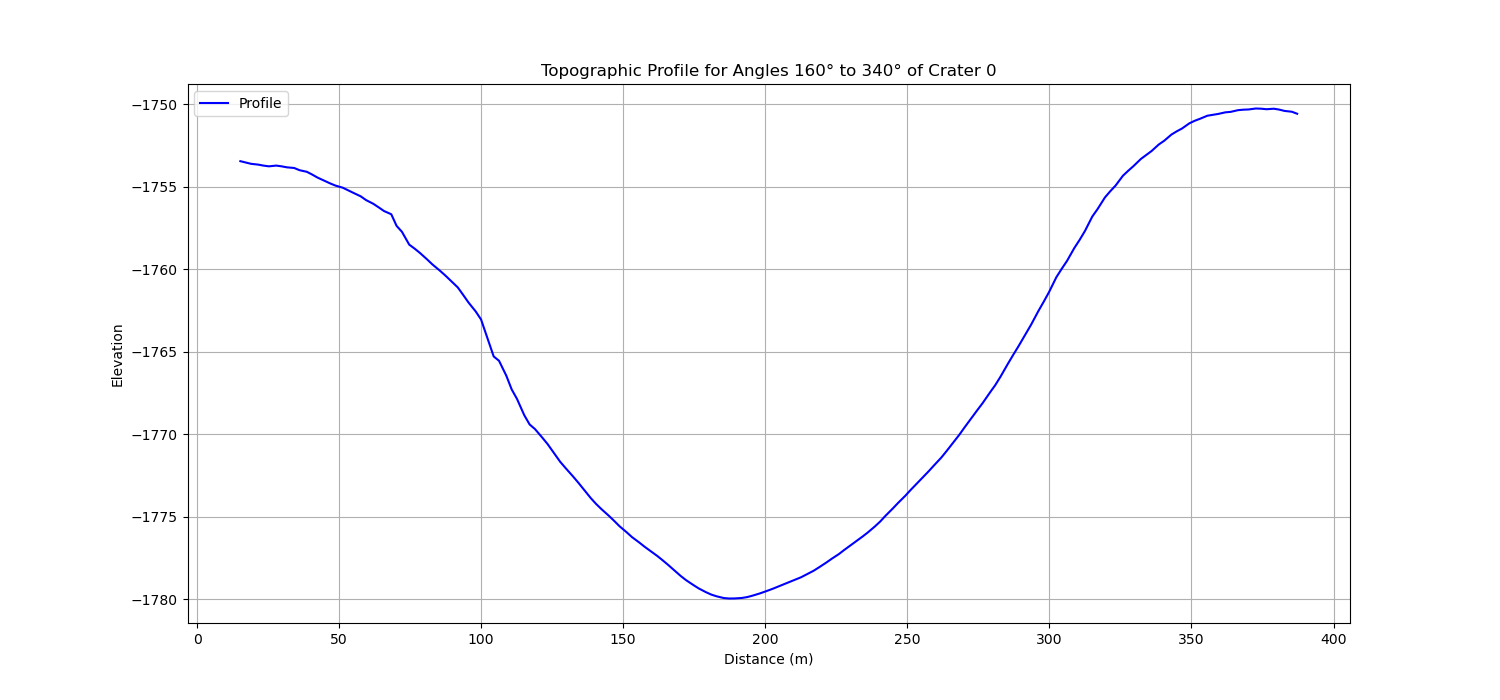 Topographic Profile for Angles 160° to 340° of Crater 0
Profile
Elevation
−1750
−1755
−1760
−1765
−1770
−1775
−1780
0 50 100 150 200 250 300 350 400
Distance (m)